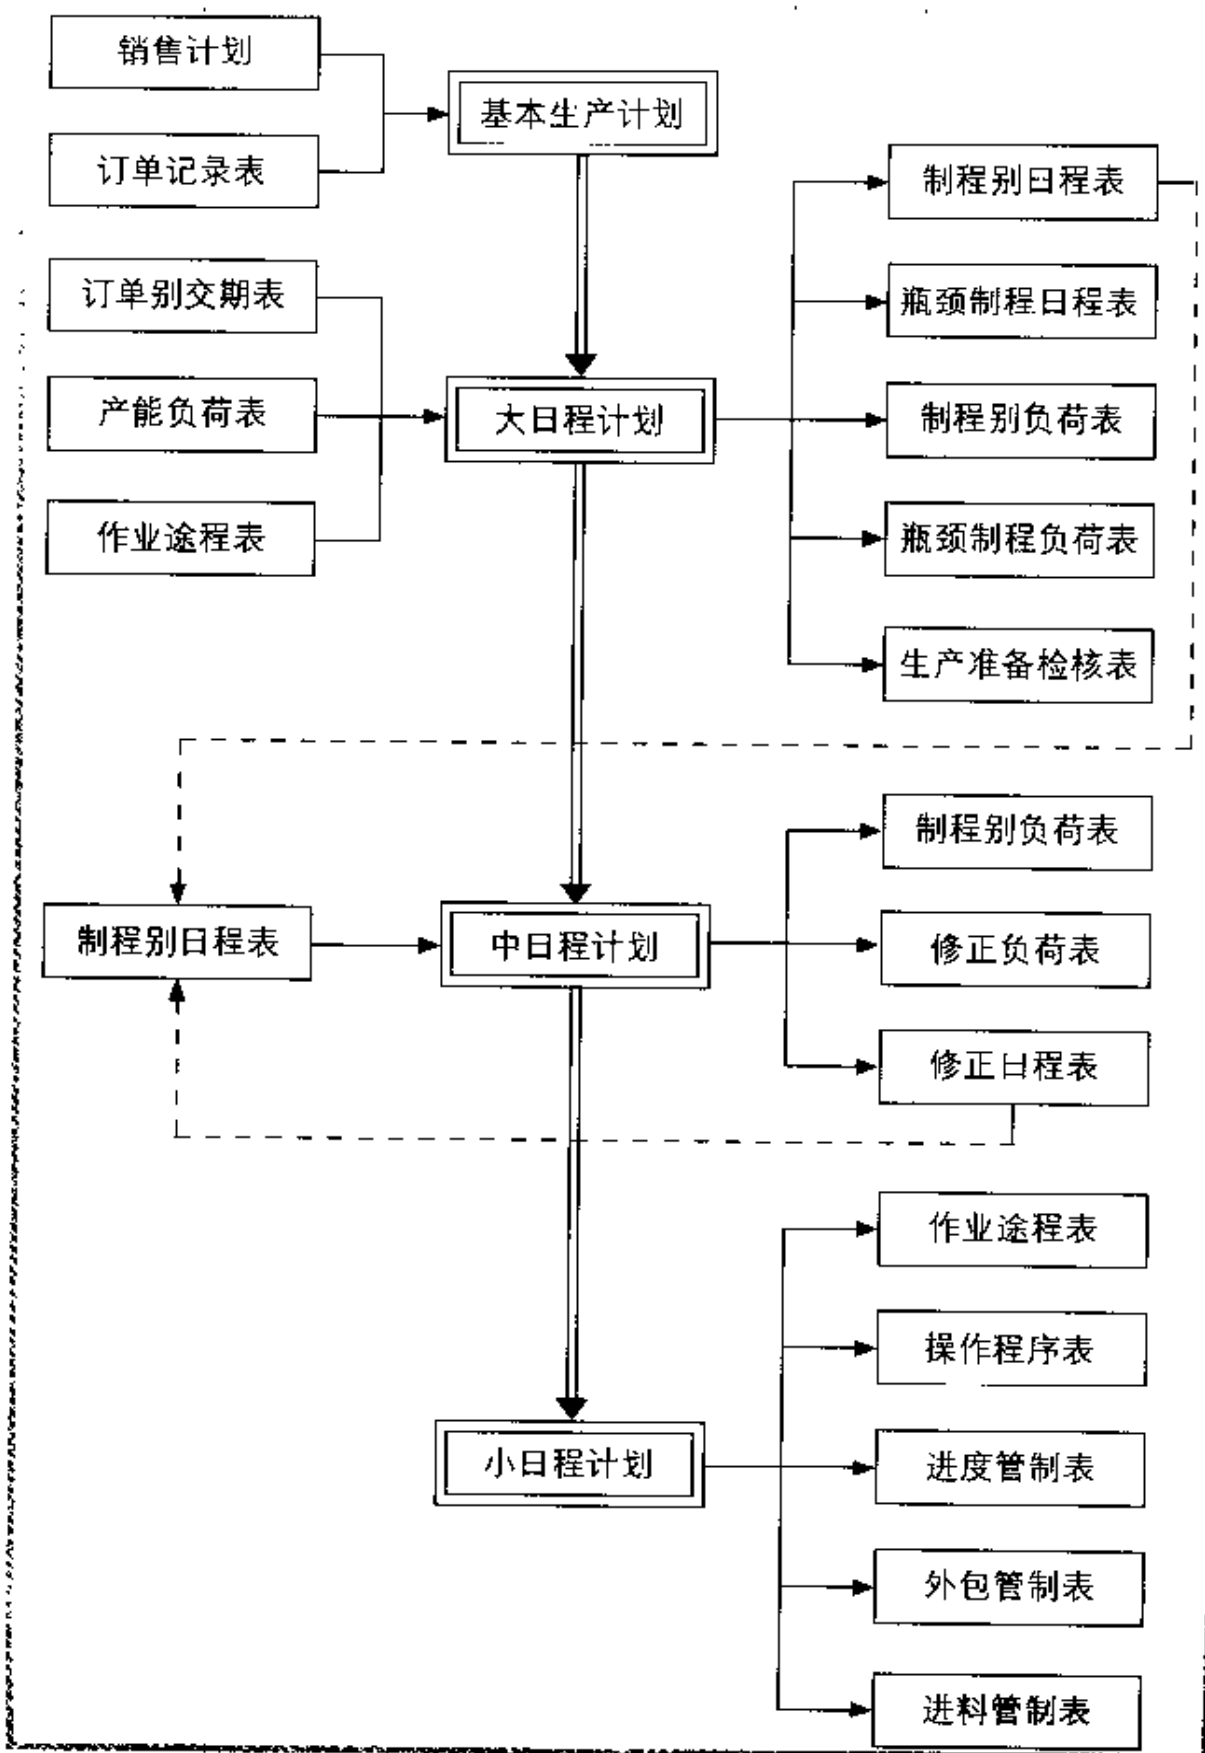 销售计划
基本生产计划
订单记录表
制程别日程表
订单别交期表
瓶颈制程日程表
产能负荷表
大日程计划
制程别负荷表
作业途程表
瓶颈制程负荷表
生产准备检核表
制程别负荷表
制程别日程表
中日程计划
修正负荷表
修正日程表
作业途程表
操作程序表
小日程计划
进度管制表
外包管制表
进料管制表